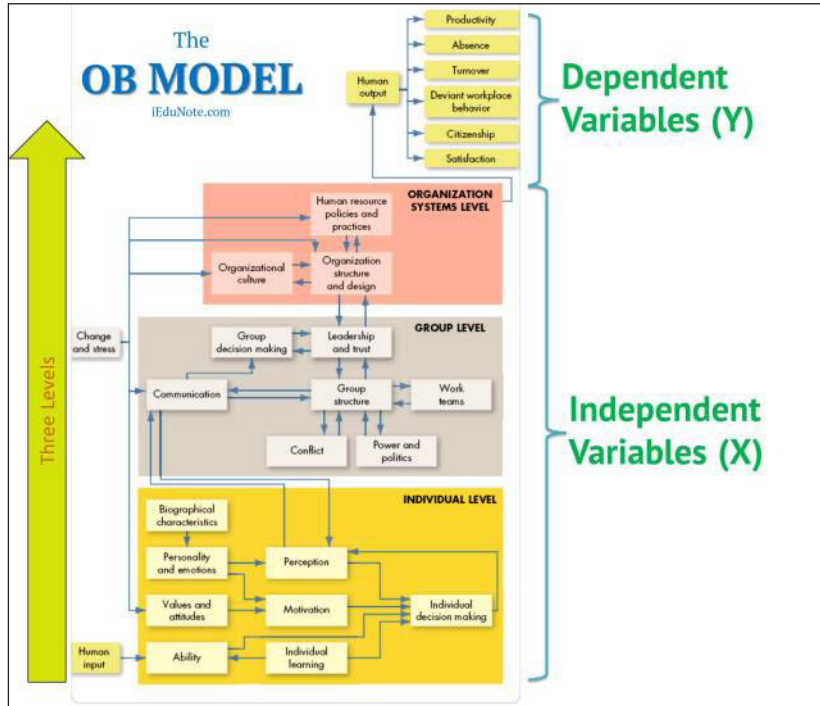 The
OB MODEL
iEduNote.com
Productivity
Absence
Turnover
Human
output
Deviant workplace
behavior
Citizenship
Satisfaction
Dependent
Variables (Y)
ORGANIZATION
SYSTEMS LEVEL
Human resource
policies and
practices
Organizational
culture
Organization
structure
and design
GROUP LEVEL
Change
and stress
Group
decision making
Leadership
and trust
Communication
Group
structure
Work
teams
Conflict
Power and
politics
Three Levels
Independent
Variables (X)
INDIVIDUAL LEVEL
Biographical
characteristics
Personality
and emotions
Perception
Values and
attitudes
Motivation
Individual
decision making
Human
input
Ability
Individual
learning